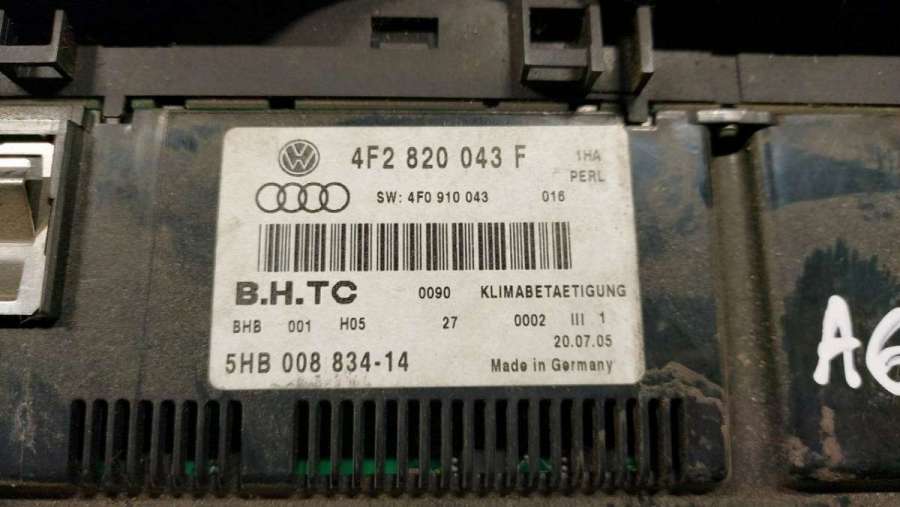 4F2 820 043 F 1HA
PERL
SW: 4F0 910 043 016
B.H.TC 0090 KLIMABETAETIGUNG
BHB 001 H05 27 0002 III 1
20.07.05
5HB 008 834-14 Made in Germany
A6